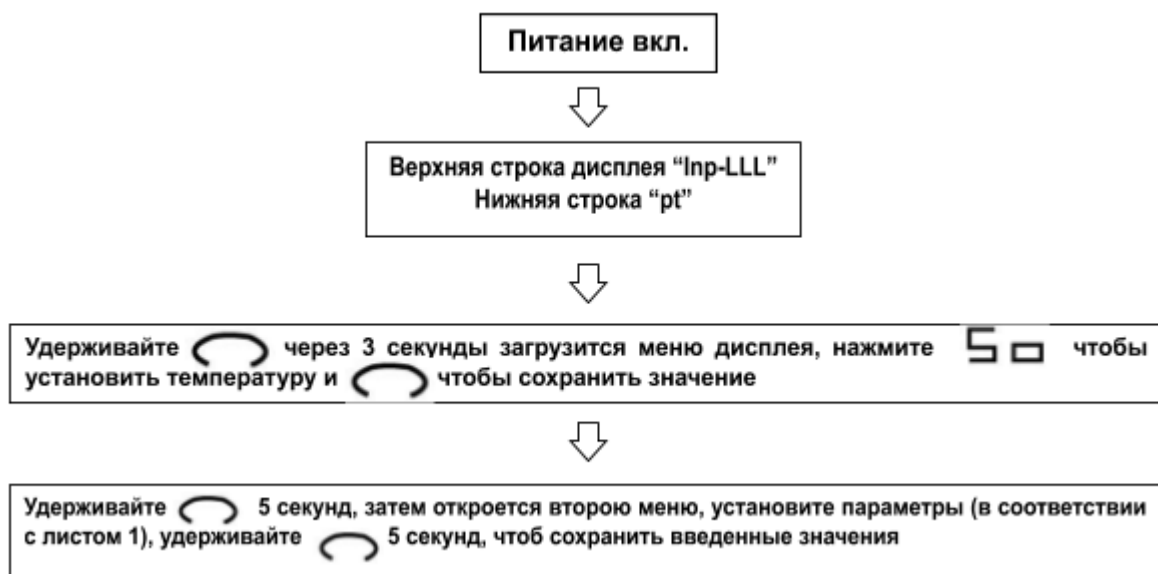 Питание вкл.
Верхняя строка дисплея “Inp-LLL”
Нижняя строка “pt”
Удерживайте через 3 секунды загрузится меню дисплея, нажмите 5 чтобы
установить температуру и чтобы сохранить значение
Удерживайте 5 секунд, затем откроется второю меню, установите параметры (в соответствии
с листом 1), удерживайте 5 секунд, чтоб сохранить введенные значения